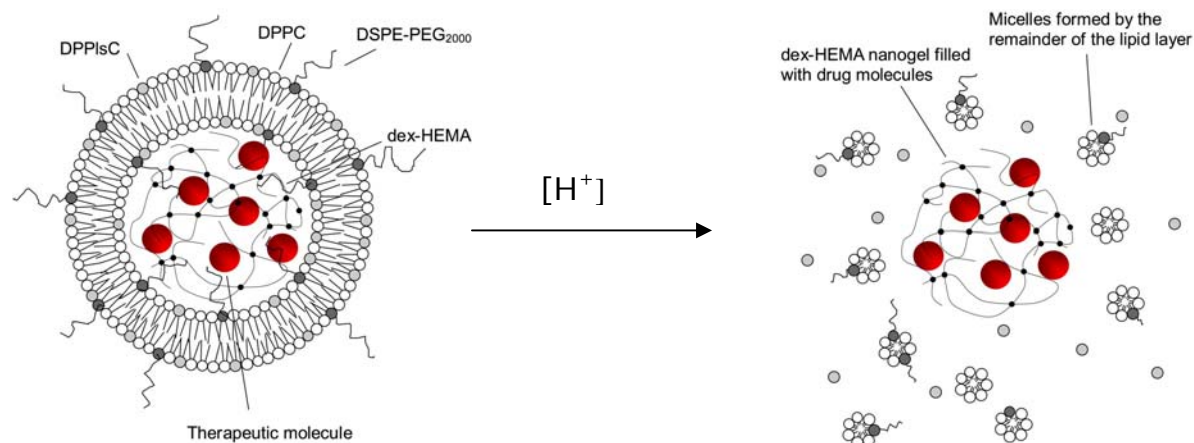 DPPlsC
DPPC
DSPE-PEG2000
dex-HEMA
Therapeutic molecule
[H+]
dex-HEMA nanogel filled
with drug molecules
Micelles formed by the
remainder of the lipid layer